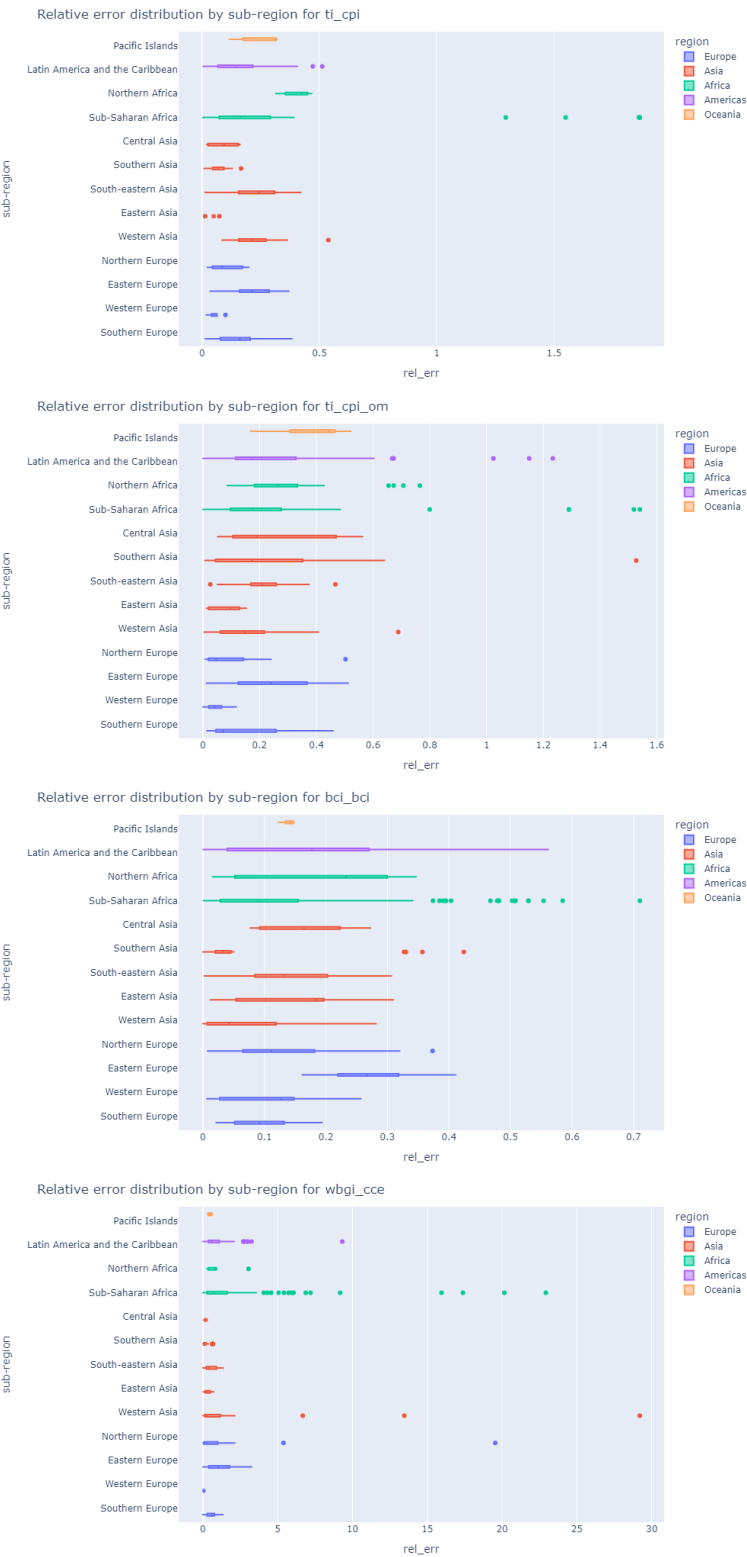 Relative error distribution by sub-region for ti_cpi
region
Europe
Asia
Africa
Americas
Oceania
sub-region
Pacific Islands
Latin America and the Caribbean
Northern Africa
Sub-Saharan Africa
Central Asia
Southern Asia
South-eastern Asia
Eastern Asia
Western Asia
Northern Europe
Eastern Europe
Western Europe
Southern Europe
0 0.5 1 1.5
rel_err
Relative error distribution by sub-region for ti_cpi_om
region
Europe
Asia
Africa
Americas
Oceania
sub-region
Pacific Islands
Latin America and the Caribbean
Northern Africa
Sub-Saharan Africa
Central Asia
Southern Asia
South-eastern Asia
Eastern Asia
Western Asia
Northern Europe
Eastern Europe
Western Europe
Southern Europe
0 0.2 0.4 0.6 0.8 1 1.2 1.4 1.6
rel_err
Relative error distribution by sub-region for bci_bci
region
Europe
Asia
Africa
Americas
Oceania
sub-region
Pacific Islands
Latin America and the Caribbean
Northern Africa
Sub-Saharan Africa
Central Asia
Southern Asia
South-eastern Asia
Eastern Asia
Western Asia
Northern Europe
Eastern Europe
Western Europe
Southern Europe
0 0.1 0.2 0.3 0.4 0.5 0.6 0.7
rel_err
Relative error distribution by sub-region for wbgi_cce
region
Europe
Asia
Africa
Americas
Oceania
sub-region
Pacific Islands
Latin America and the Caribbean
Northern Africa
Sub-Saharan Africa
Central Asia
Southern Asia
South-eastern Asia
Eastern Asia
Western Asia
Northern Europe
Eastern Europe
Western Europe
Southern Europe
0 5 10 15 20 25 30
rel_err